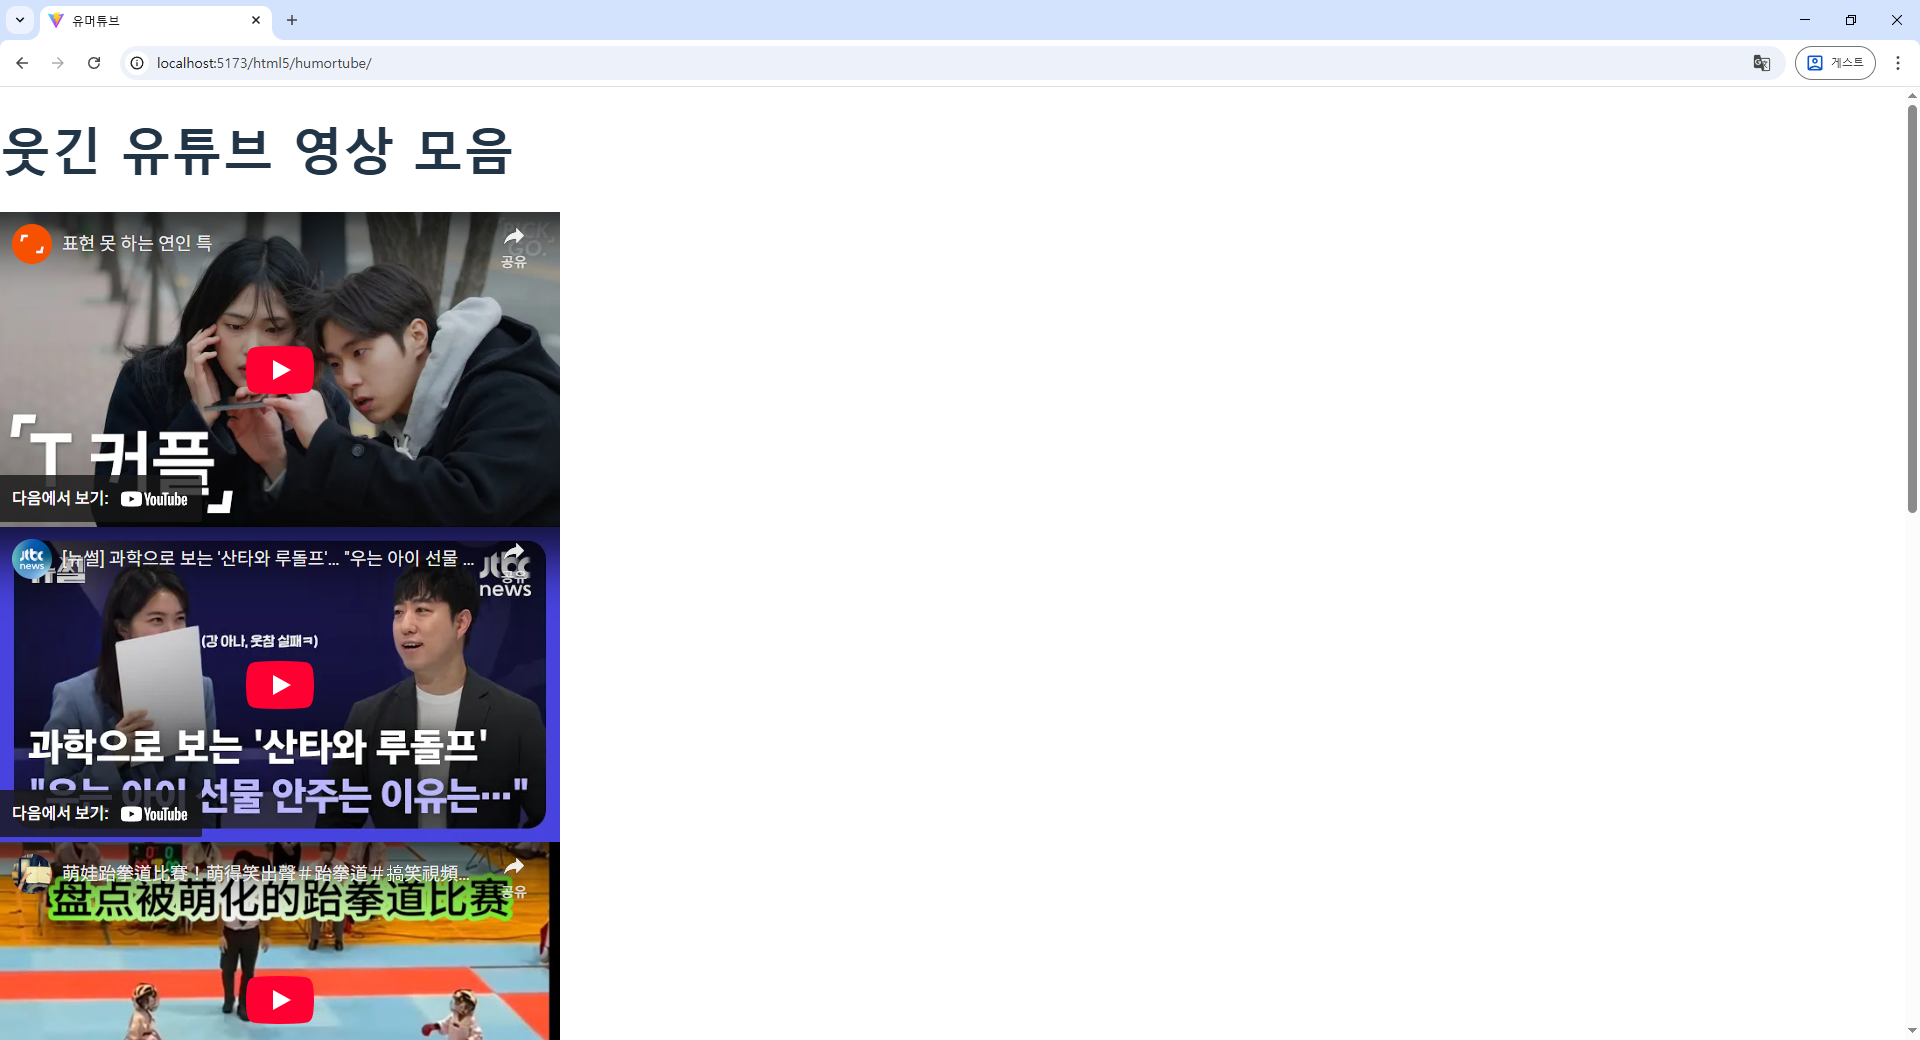 유머튜브
localhost:5173/html5/humortube/
게스트
웃긴 유튜브 영상 모음
표현 못 하는 연인 특
PICK
GO.
공유
「T 커플」
다음에서 보기: YouTube
jtbc
news
[뉴썰] 과학으로 보는 '산타와 루돌프'... "우는 아이 선물 ...
공유
뉴썰
jtbc
news
(강 아나, 웃참 실패ㅋ)
과학으로 보는 '산타와 루돌프'
"우는 아이 선물 안주는 이유는…"
다음에서 보기: YouTube
萌娃跆拳道比賽！萌得笑出聲＃跆拳道＃搞笑視頻...
공유
盘点被萌化的跆拳道比赛